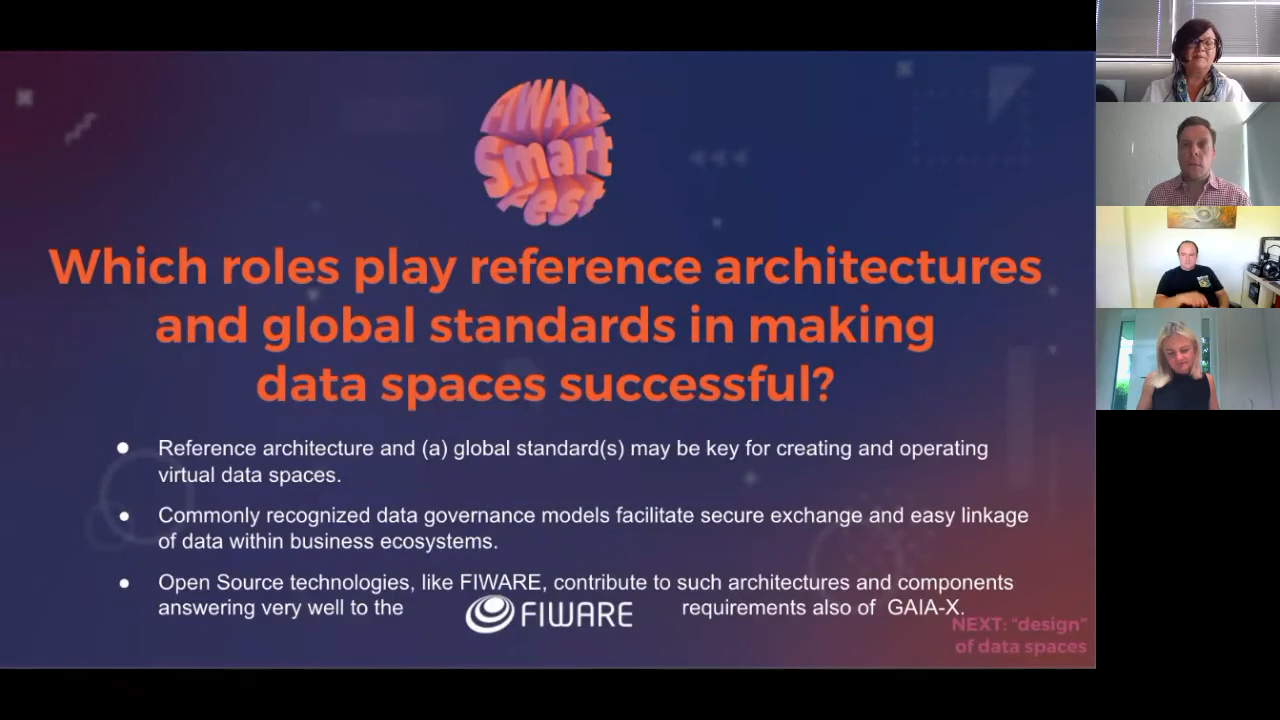 FIWARE
Smart
Fest
Which roles play reference architectures
and global standards in making
data spaces successful?
● Reference architecture and (a) global standard(s) may be key for creating and operating
virtual data spaces.
● Commonly recognized data governance models facilitate secure exchange and easy linkage
of data within business ecosystems.
● Open Source technologies, like FIWARE, contribute to such architectures and components
answering very well to the FIWARE requirements also of GAIA-X.
NEXT: “design”
of data spaces